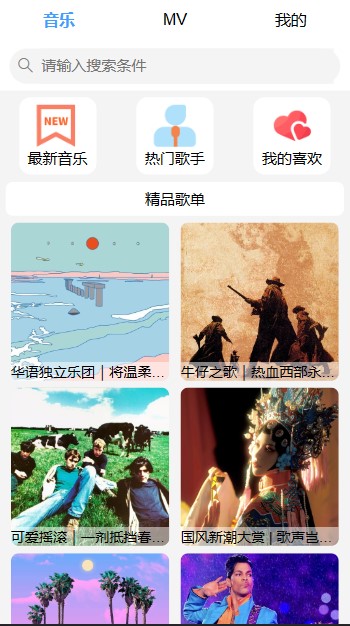 音乐 MV 我的
请输入搜索条件
NEW
最新音乐 热门歌手 我的喜欢
精品歌单
华语独立乐团｜将温柔...
牛仔之歌｜热血西部永...
可爱摇滚｜一剂抵挡春...
国风新潮大赏 | 歌声岂...